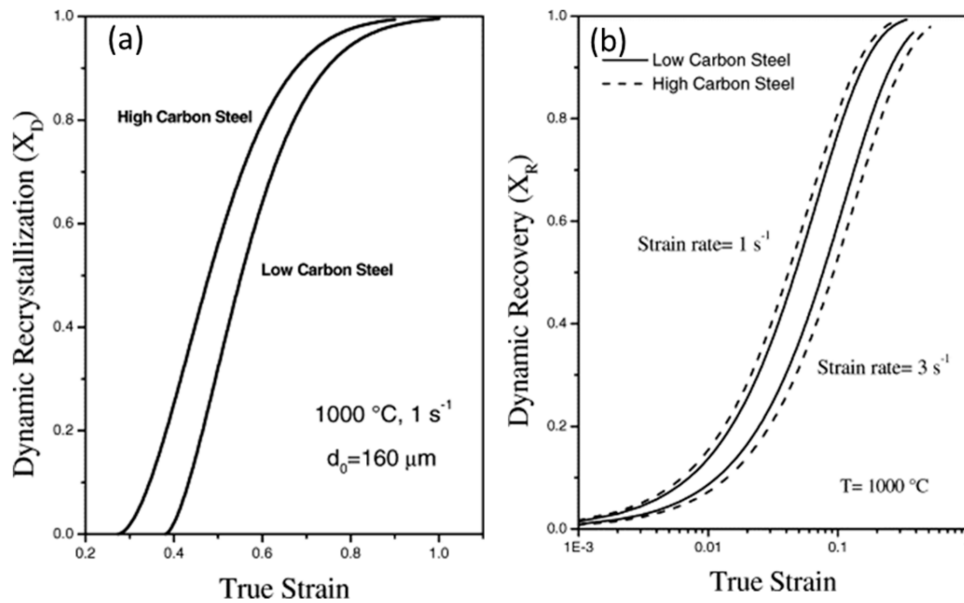 (a)
Dynamic Recrystallization (X_D)
1.0
0.8
0.6
0.4
0.2
0.0
High Carbon Steel
Low Carbon Steel
1000 °C, 1 s⁻¹
d₀=160 μm
0.2 0.4 0.6 0.8 1.0
True Strain
(b)
Dynamic Recovery (X_R)
1.0
0.8
0.6
0.4
0.2
0.0
Low Carbon Steel
High Carbon Steel
Strain rate= 1 s⁻¹
Strain rate= 3 s⁻¹
T= 1000 °C
1E-3 0.01 0.1
True Strain